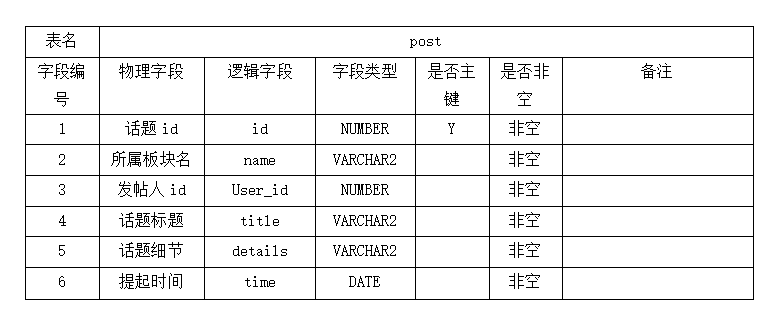 表名 post
字段编号 物理字段 逻辑字段 字段类型 是否主键 是否非空 备注
1 话题id id NUMBER Y 非空
2 所属板块名 name VARCHAR2 非空
3 发帖人id User_id NUMBER 非空
4 话题标题 title VARCHAR2 非空
5 话题细节 details VARCHAR2 非空
6 提起时间 time DATE 非空